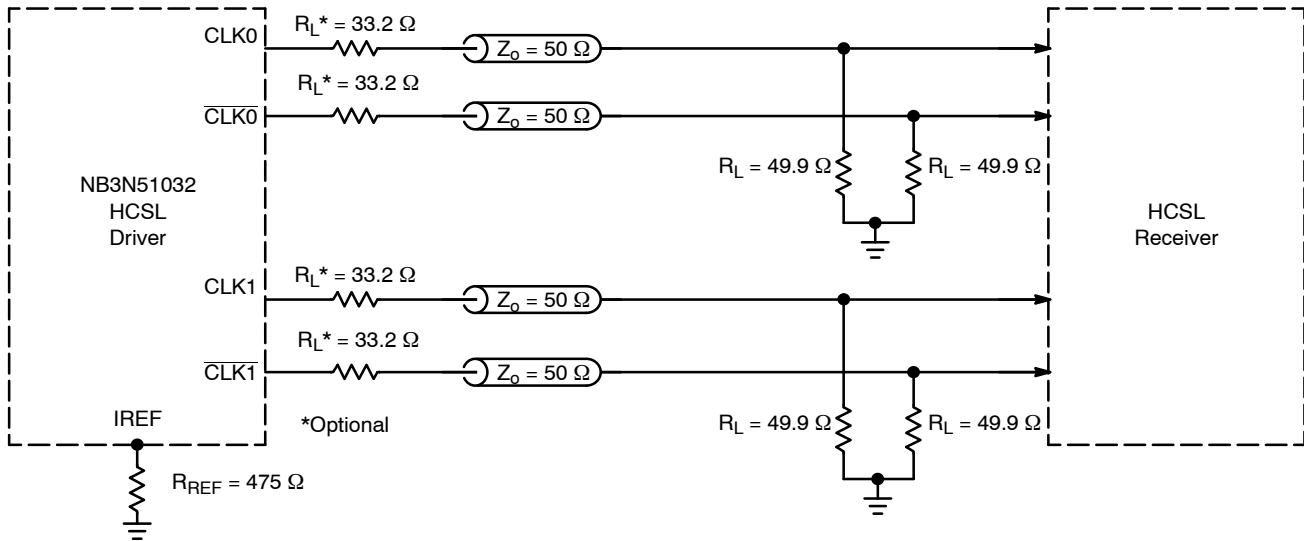 R_L* = 33.2 Ω
CLK0
Z_o = 50 Ω
R_L* = 33.2 Ω
C̅L̅K̅0̅
Z_o = 50 Ω
R_L = 49.9 Ω
R_L = 49.9 Ω
NB3N51032
HCSL
Driver
HCSL
Receiver
R_L* = 33.2 Ω
CLK1
Z_o = 50 Ω
R_L* = 33.2 Ω
C̅L̅K̅1̅
Z_o = 50 Ω
IREF
*Optional
R_L = 49.9 Ω
R_L = 49.9 Ω
R_REF = 475 Ω